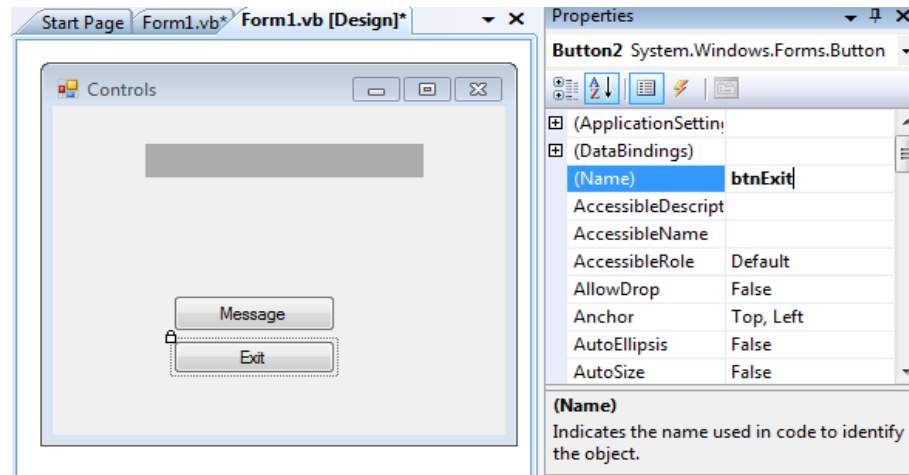 Start Page Form1.vb* Form1.vb [Design]*
Controls
Message
Exit
Properties
Button2 System.Windows.Forms.Button
(ApplicationSettin
(DataBindings)
(Name) btnExit
AccessibleDescript
AccessibleName
AccessibleRole Default
AllowDrop False
Anchor Top, Left
AutoEllipsis False
AutoSize False
(Name)
Indicates the name used in code to identify
the object.